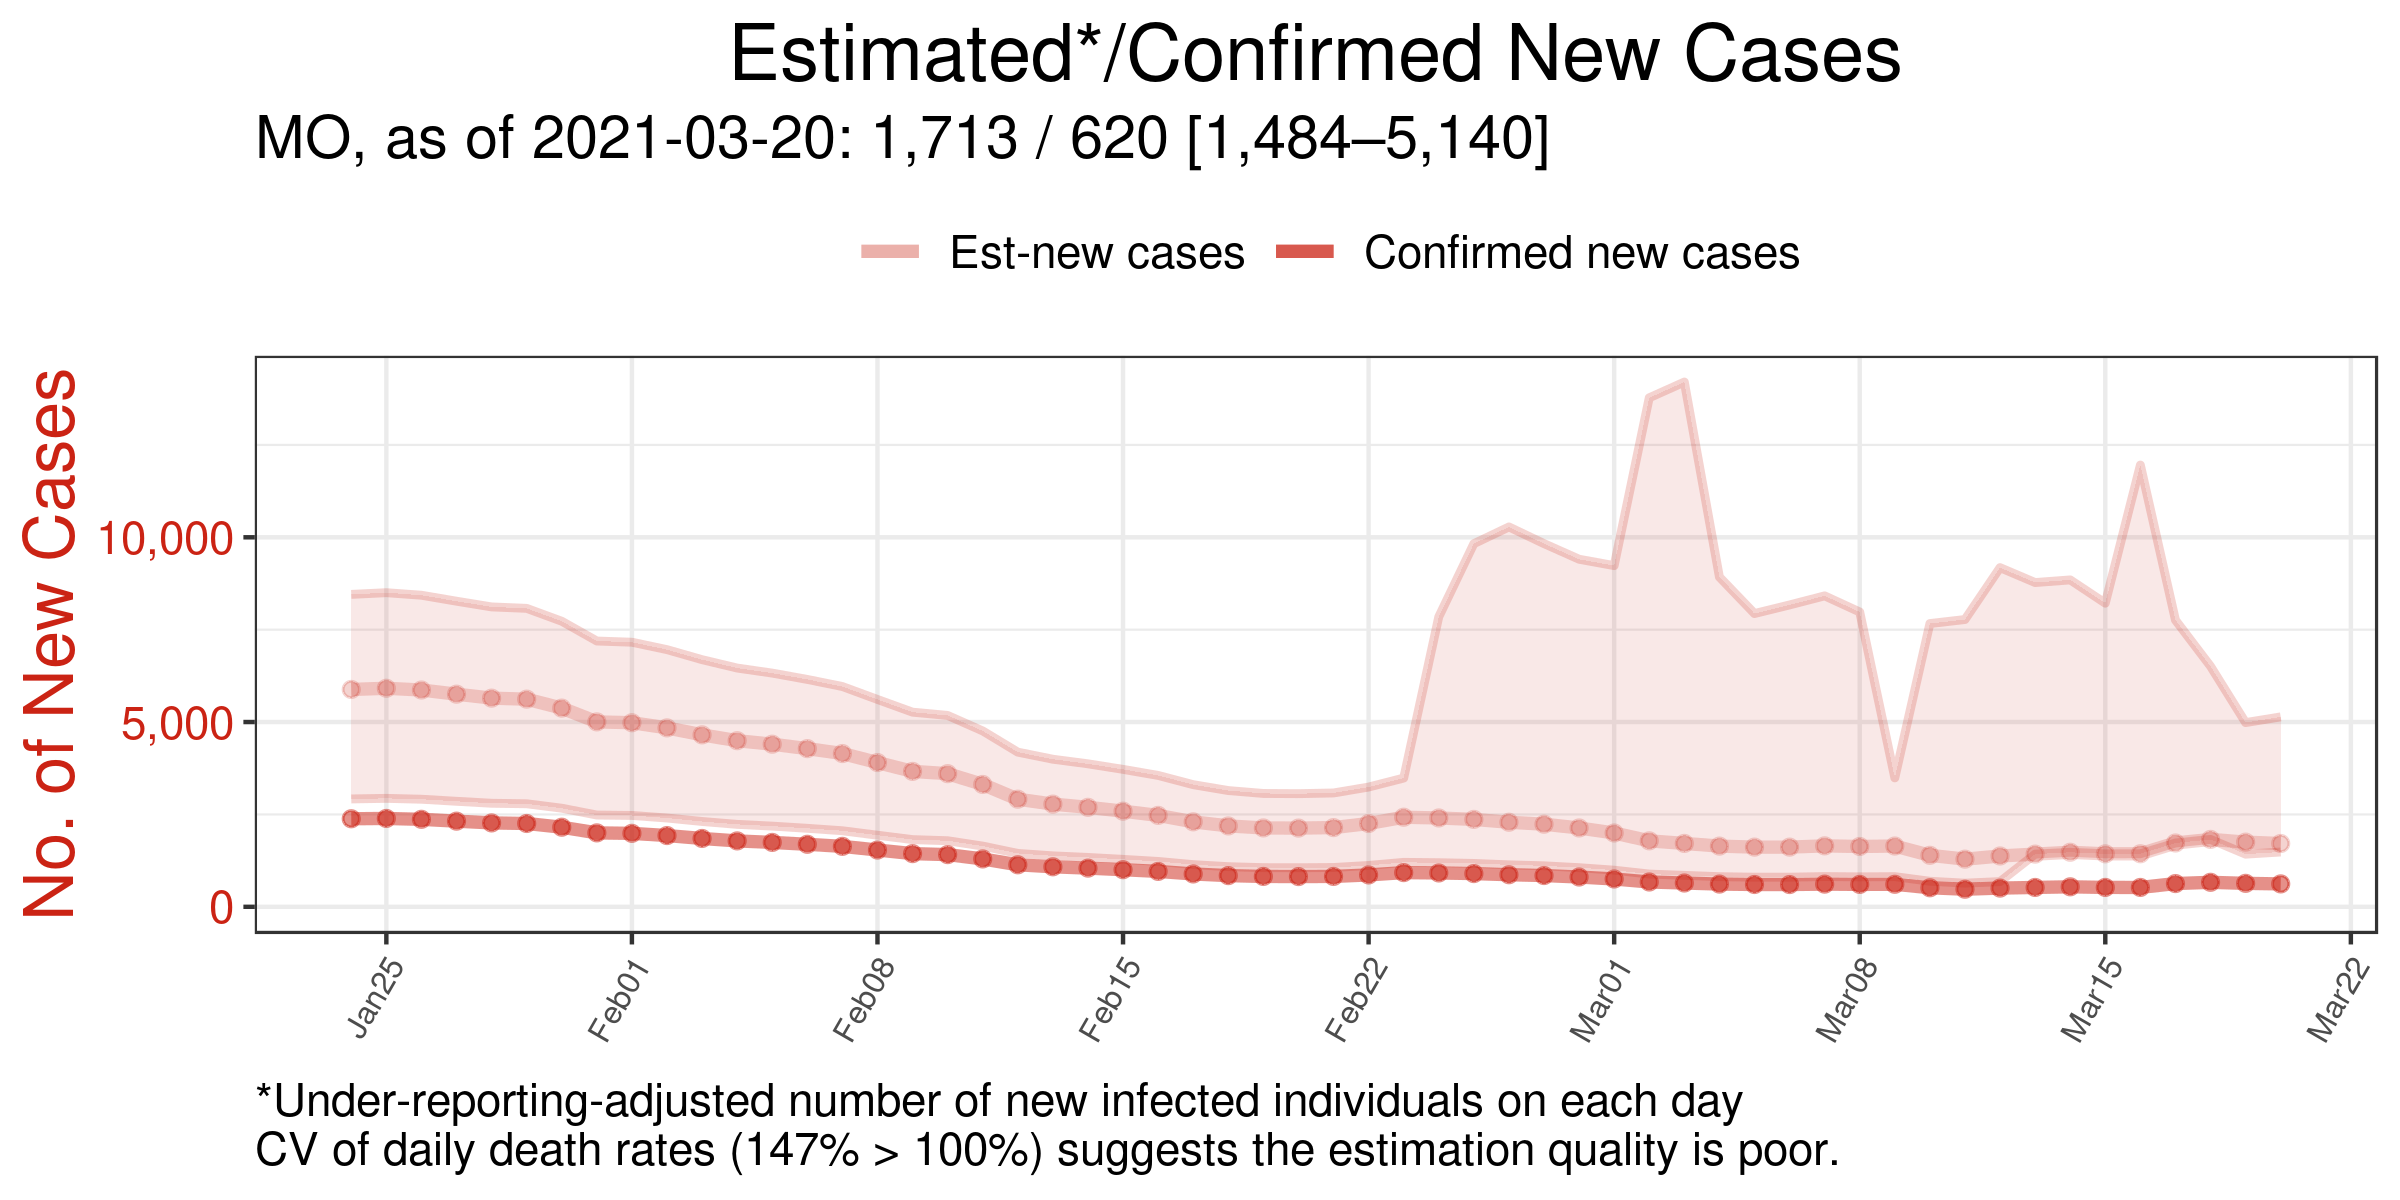 Estimated*/Confirmed New Cases
MO, as of 2021-03-20: 1,713 / 620 [1,484–5,140]
Est-new cases
Confirmed new cases
No. of New Cases
10,000
5,000
0
Jan25
Feb01
Feb08
Feb15
Feb22
Mar01
Mar08
Mar15
Mar22
*Under-reporting-adjusted number of new infected individuals on each day
CV of daily death rates (147% > 100%) suggests the estimation quality is poor.